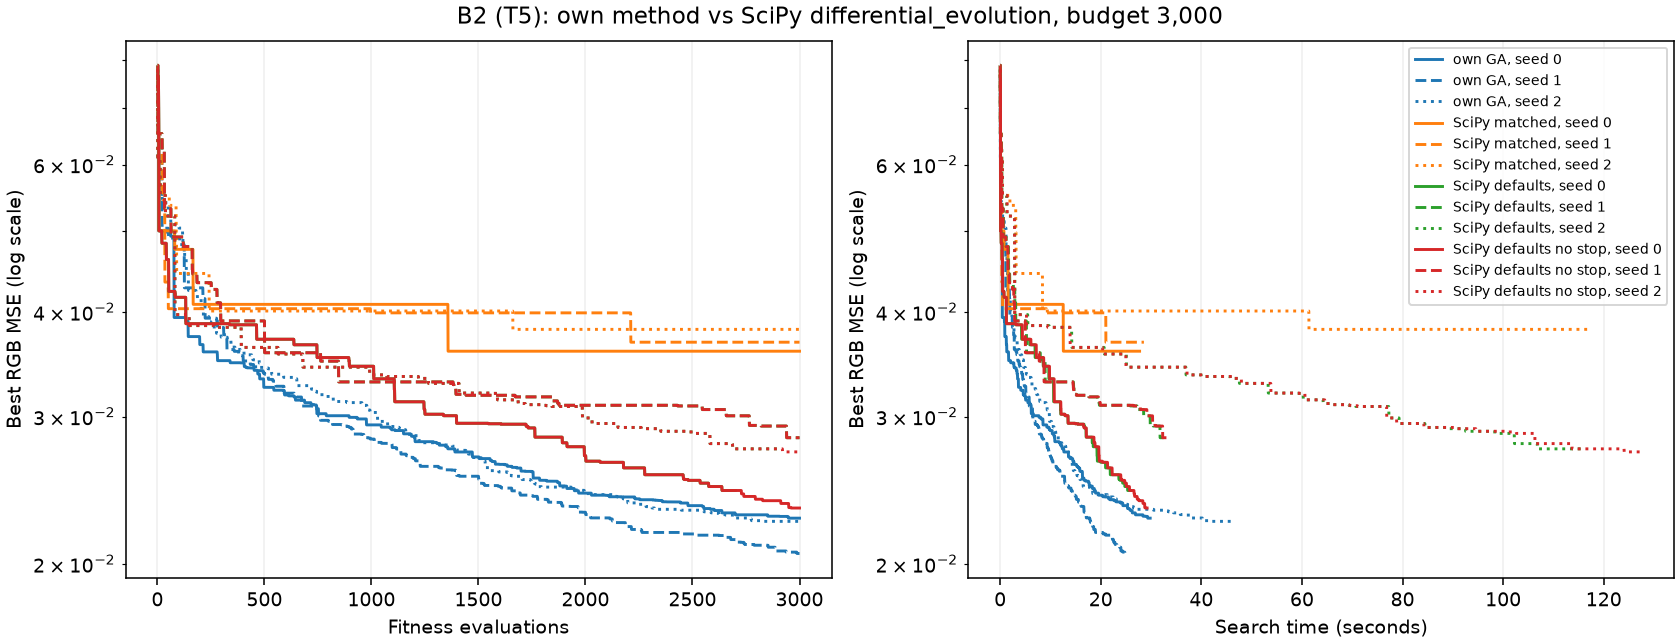 B2 (T5): own method vs SciPy differential_evolution, budget 3,000
Best RGB MSE (log scale)
6 × 10⁻²
4 × 10⁻²
3 × 10⁻²
2 × 10⁻²
0 500 1000 1500 2000 2500 3000
Fitness evaluations
Best RGB MSE (log scale)
6 × 10⁻²
4 × 10⁻²
3 × 10⁻²
2 × 10⁻²
0 20 40 60 80 100 120
Search time (seconds)
own GA, seed 0
own GA, seed 1
own GA, seed 2
SciPy matched, seed 0
SciPy matched, seed 1
SciPy matched, seed 2
SciPy defaults, seed 0
SciPy defaults, seed 1
SciPy defaults, seed 2
SciPy defaults no stop, seed 0
SciPy defaults no stop, seed 1
SciPy defaults no stop, seed 2